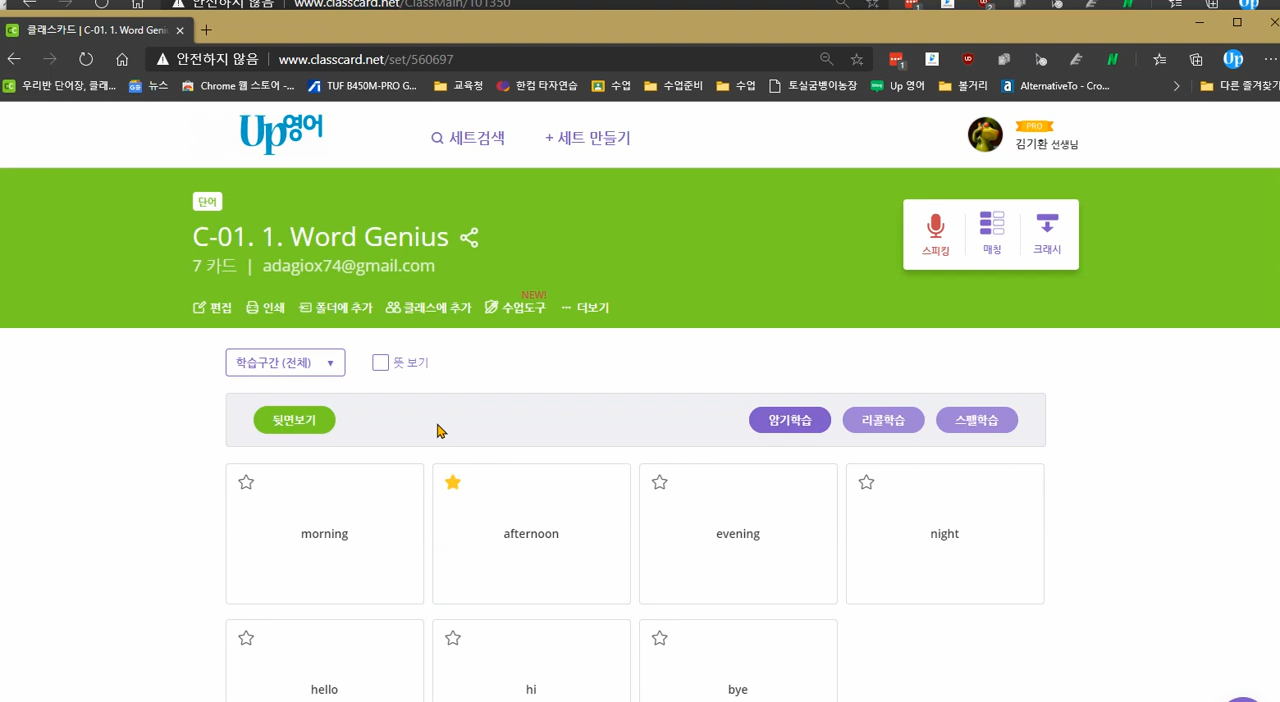 안전하지 않음 | www.classcard.net/ClassMain/101350
클래스카드 | C-01. 1. Word Geni
안전하지 않음 | www.classcard.net/set/560697
우리반 단어장, 클래... 뉴스 Chrome 웹 스토어 -... TUF B450M-PRO G... 교육청 한컴 타자연습 수업 수업준비 수업 토실굼벵이농장 Up 영어 볼거리 AlternativeTo - Cro... 다른 즐겨찾기
Up영어
세트검색
+ 세트 만들기
PRO
김기환 선생님
단어
C-01. 1. Word Genius
7 카드 | adagiox74@gmail.com
스피킹 매칭 크래시
NEW!
편집 인쇄 폴더에 추가 클래스에 추가 수업도구 ··· 더보기
학습구간 (전체) ▼ 뜻 보기
뒷면보기 암기학습 리콜학습 스펠학습
morning afternoon evening night
hello hi bye